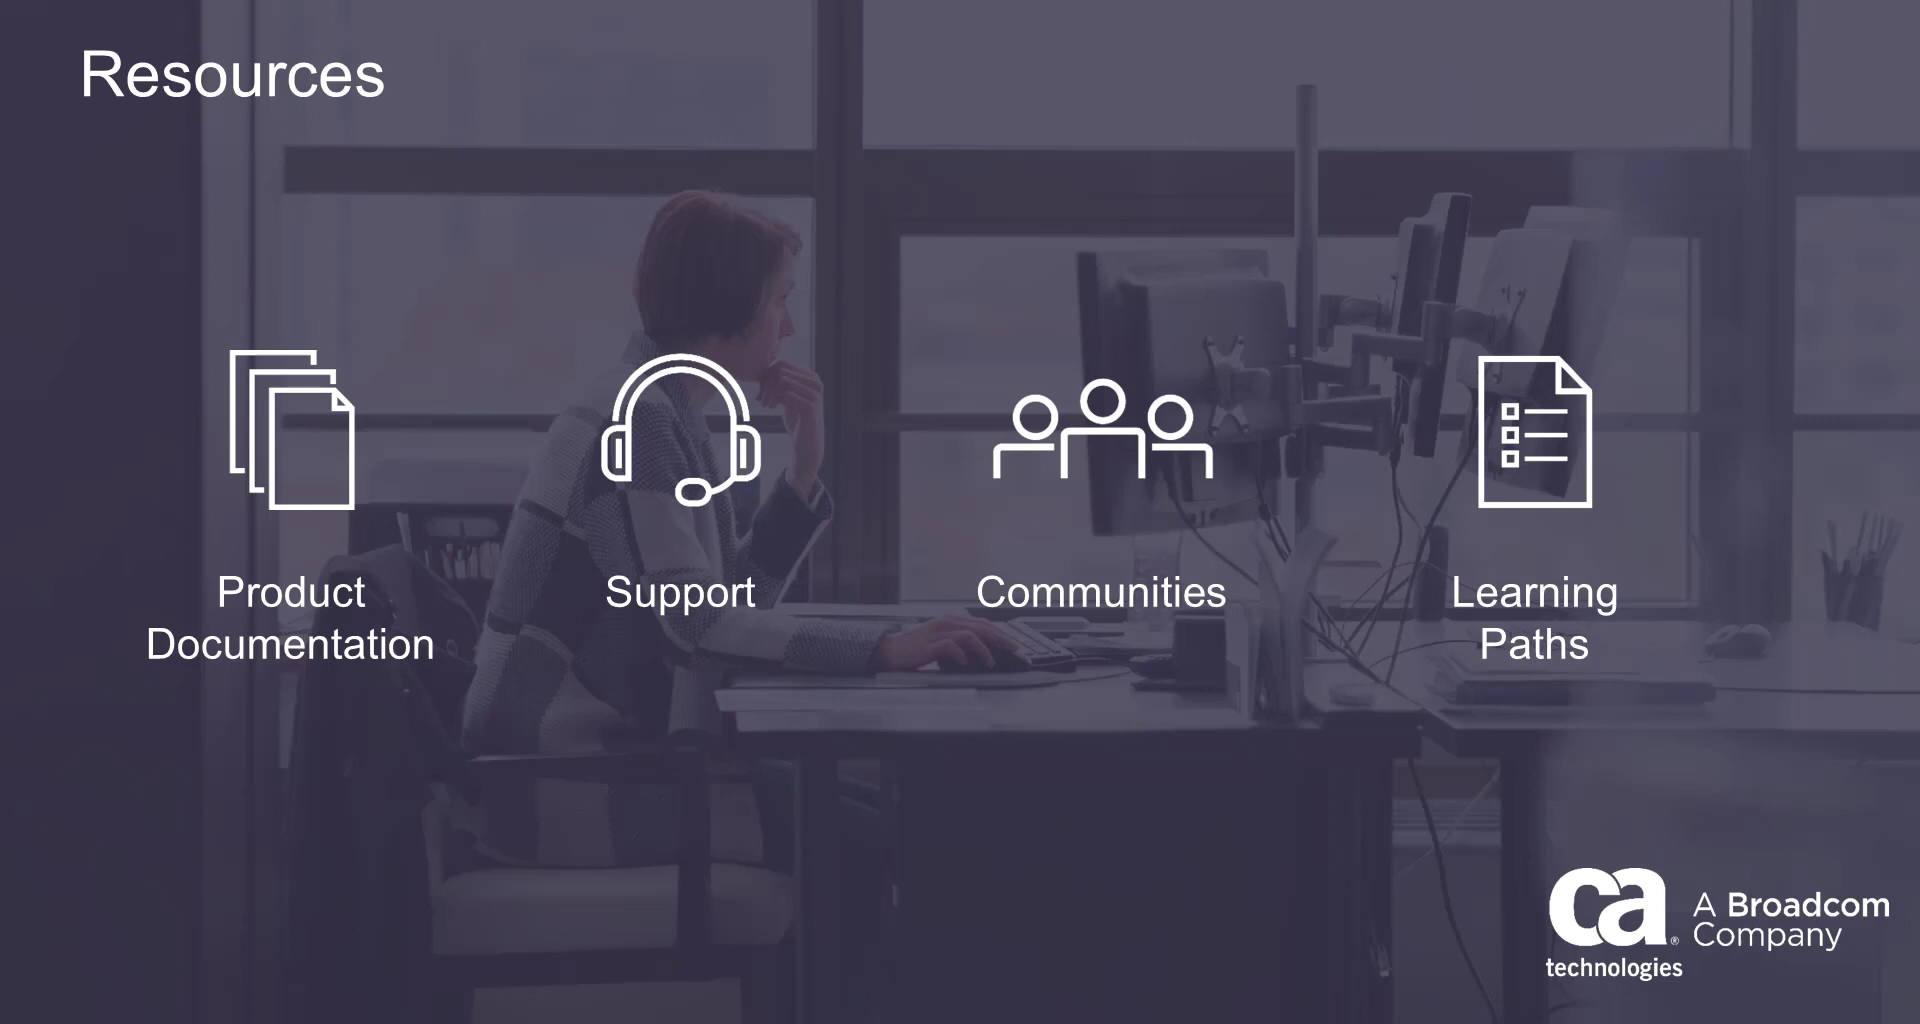 Resources
Product
Documentation
Support
Communities
Learning
Paths
ca®
technologies
A Broadcom
Company